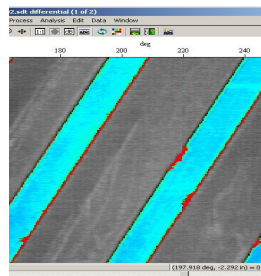 2.sdt differential (1 of 2)
Process Analysis Edit Data Window
deg
180 200 220 240
(197.918 deg, -2.292 in) = 0